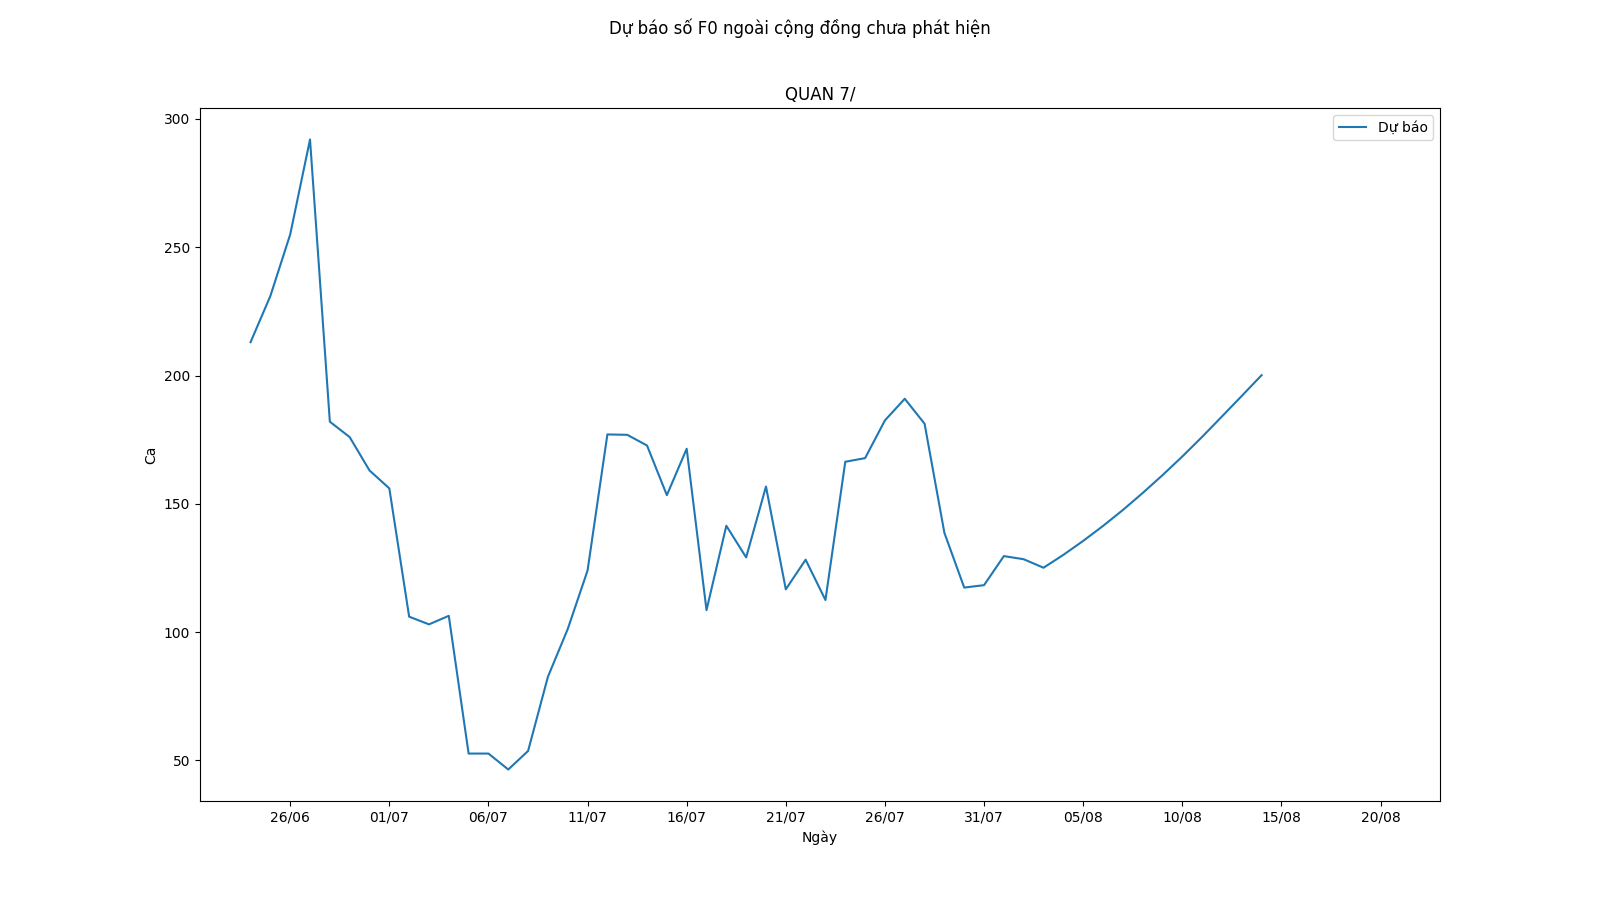 Dự báo số F0 ngoài cộng đồng chưa phát hiện
QUAN 7/
Dự báo
300
250
200
150
100
50
Ca
26/06 01/07 06/07 11/07 16/07 21/07 26/07 31/07 05/08 10/08 15/08 20/08
Ngày